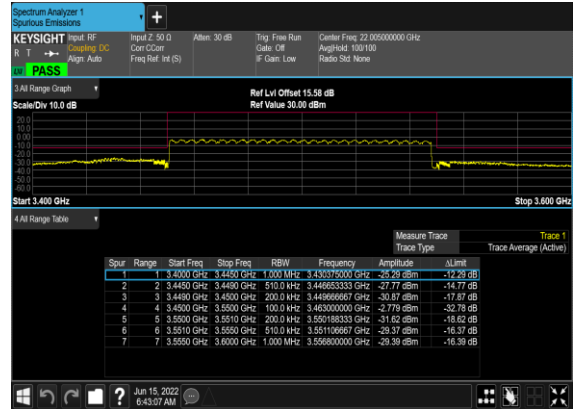 Spectrum Analyzer 1
Spurious Emissions
+
KEYSIGHT Input: RF Input Z: 50 Ω Atten: 30 dB Trig: Free Run Center Freq: 22.005000000 GHz
R T Coupling: DC Corr CCorr Gate: Off Avg|Hold: 100/100
Align: Auto Freq Ref: Int (S) IF Gain: Low Radio Std: None
PASS
3 All Range Graph
Ref Lvl Offset 15.58 dB
Scale/Div 10.0 dB Ref Value 30.00 dBm
20.0
10.0
0.00
-10.0
-20.0
-30.0
-40.0
-50.0
-60.0
Start 3.400 GHz Stop 3.600 GHz
4 All Range Table
Measure Trace Trace 1
Trace Type Trace Average (Active)
Spur Range Start Freq Stop Freq RBW Frequency Amplitude ΔLimit
1 1 3.4000 GHz 3.4450 GHz 1.000 MHz 3.430375000 GHz -25.29 dBm -12.29 dB
2 2 3.4450 GHz 3.4490 GHz 510.0 kHz 3.446653333 GHz -27.77 dBm -14.77 dB
3 3 3.4490 GHz 3.4500 GHz 200.0 kHz 3.449666667 GHz -30.87 dBm -17.87 dB
4 4 3.4500 GHz 3.5500 GHz 100.0 kHz 3.463000000 GHz -2.779 dBm -32.78 dB
5 5 3.5500 GHz 3.5510 GHz 200.0 kHz 3.550188333 GHz -31.62 dBm -18.62 dB
6 6 3.5510 GHz 3.5550 GHz 510.0 kHz 3.551106667 GHz -29.37 dBm -16.37 dB
7 7 3.5550 GHz 3.6000 GHz 1.000 MHz 3.556800000 GHz -29.39 dBm -16.39 dB
? Jun 15, 2022
6:43:07 AM